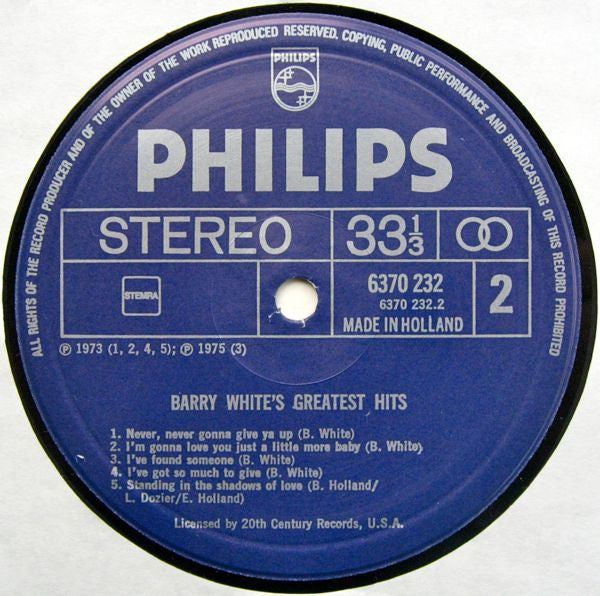 ALL RIGHTS OF THE RECORD PRODUCER AND OF THE OWNER OF THE WORK REPRODUCED RESERVED. COPYING, PUBLIC PERFORMANCE AND BROADCASTING OF THIS RECORD PROHIBITED
PHILIPS
PHILIPS
STEREO 33 1/3
STEMRA 6370 232 2
6370 232.2
MADE IN HOLLAND
℗ 1973 (1, 2, 4, 5); ℗ 1975 (3)
BARRY WHITE'S GREATEST HITS
1. Never, never gonna give ya up (B. White)
2. I'm gonna love you just a little more baby (B. White)
3. I've found someone (B. White)
4. I've got so much to give (B. White)
5. Standing in the shadows of love (B. Holland/
L. Dozier/E. Holland)
Licensed by 20th Century Records, U.S.A.